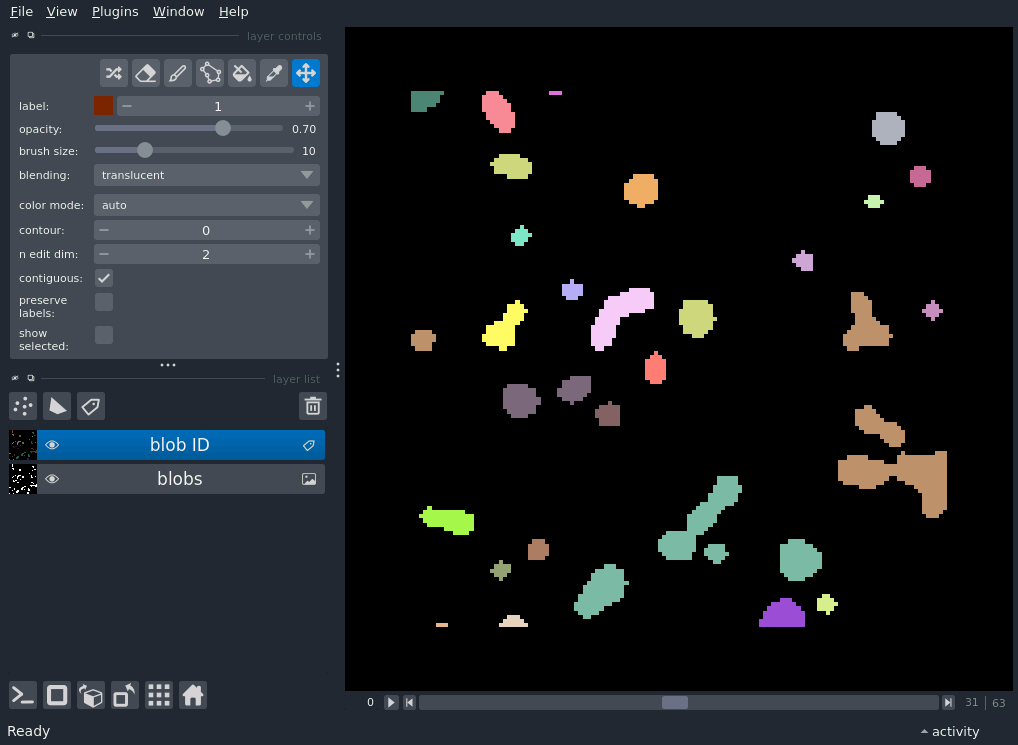 File View Plugins Window Help
layer controls
label: 1
opacity: 0.70
brush size: 10
blending: translucent
color mode: auto
contour: 0
n edit dim: 2
contiguous:
preserve
labels:
show
selected:
layer list
blob ID
blobs
0 31 | 63
Ready activity